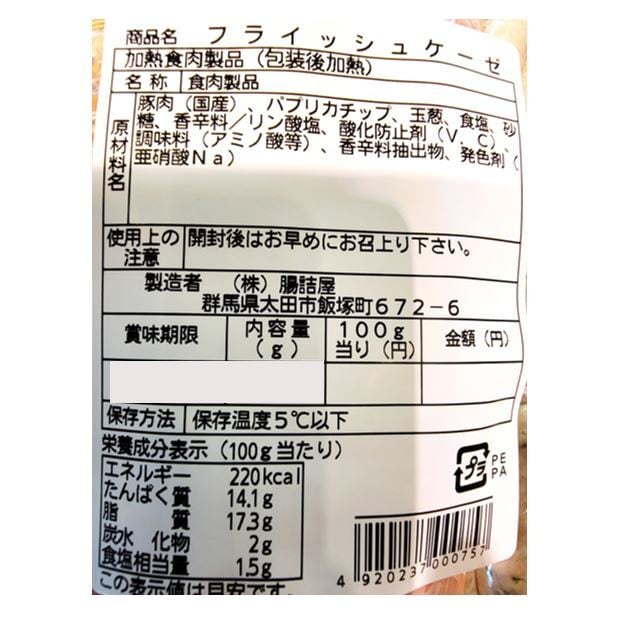 商品名 フライッシュケーゼ
加熱食肉製品（包装後加熱）
名称 食肉製品
原材料名 豚肉（国産）、パプリカチップ、玉葱、食塩、砂
糖、香辛料／リン酸塩、酸化防止剤（V．C）、
調味料（アミノ酸等）、香辛料抽出物、発色剤（
亜硝酸Na）
使用上の注意 開封後はお早めにお召上り下さい。
製造者 （株）腸詰屋
群馬県太田市飯塚町672-6
賞味期限 内容量（g） 100g当り（円） 金額（円）
保存方法 保存温度5℃以下
栄養成分表示（100g当たり）
エネルギー 220kcal
たんぱく質 14.1g
脂質 17.3g
炭水化物 2g
食塩相当量 1.5g
この表示値は目安です。
プラ PE PA
4 920237 000757